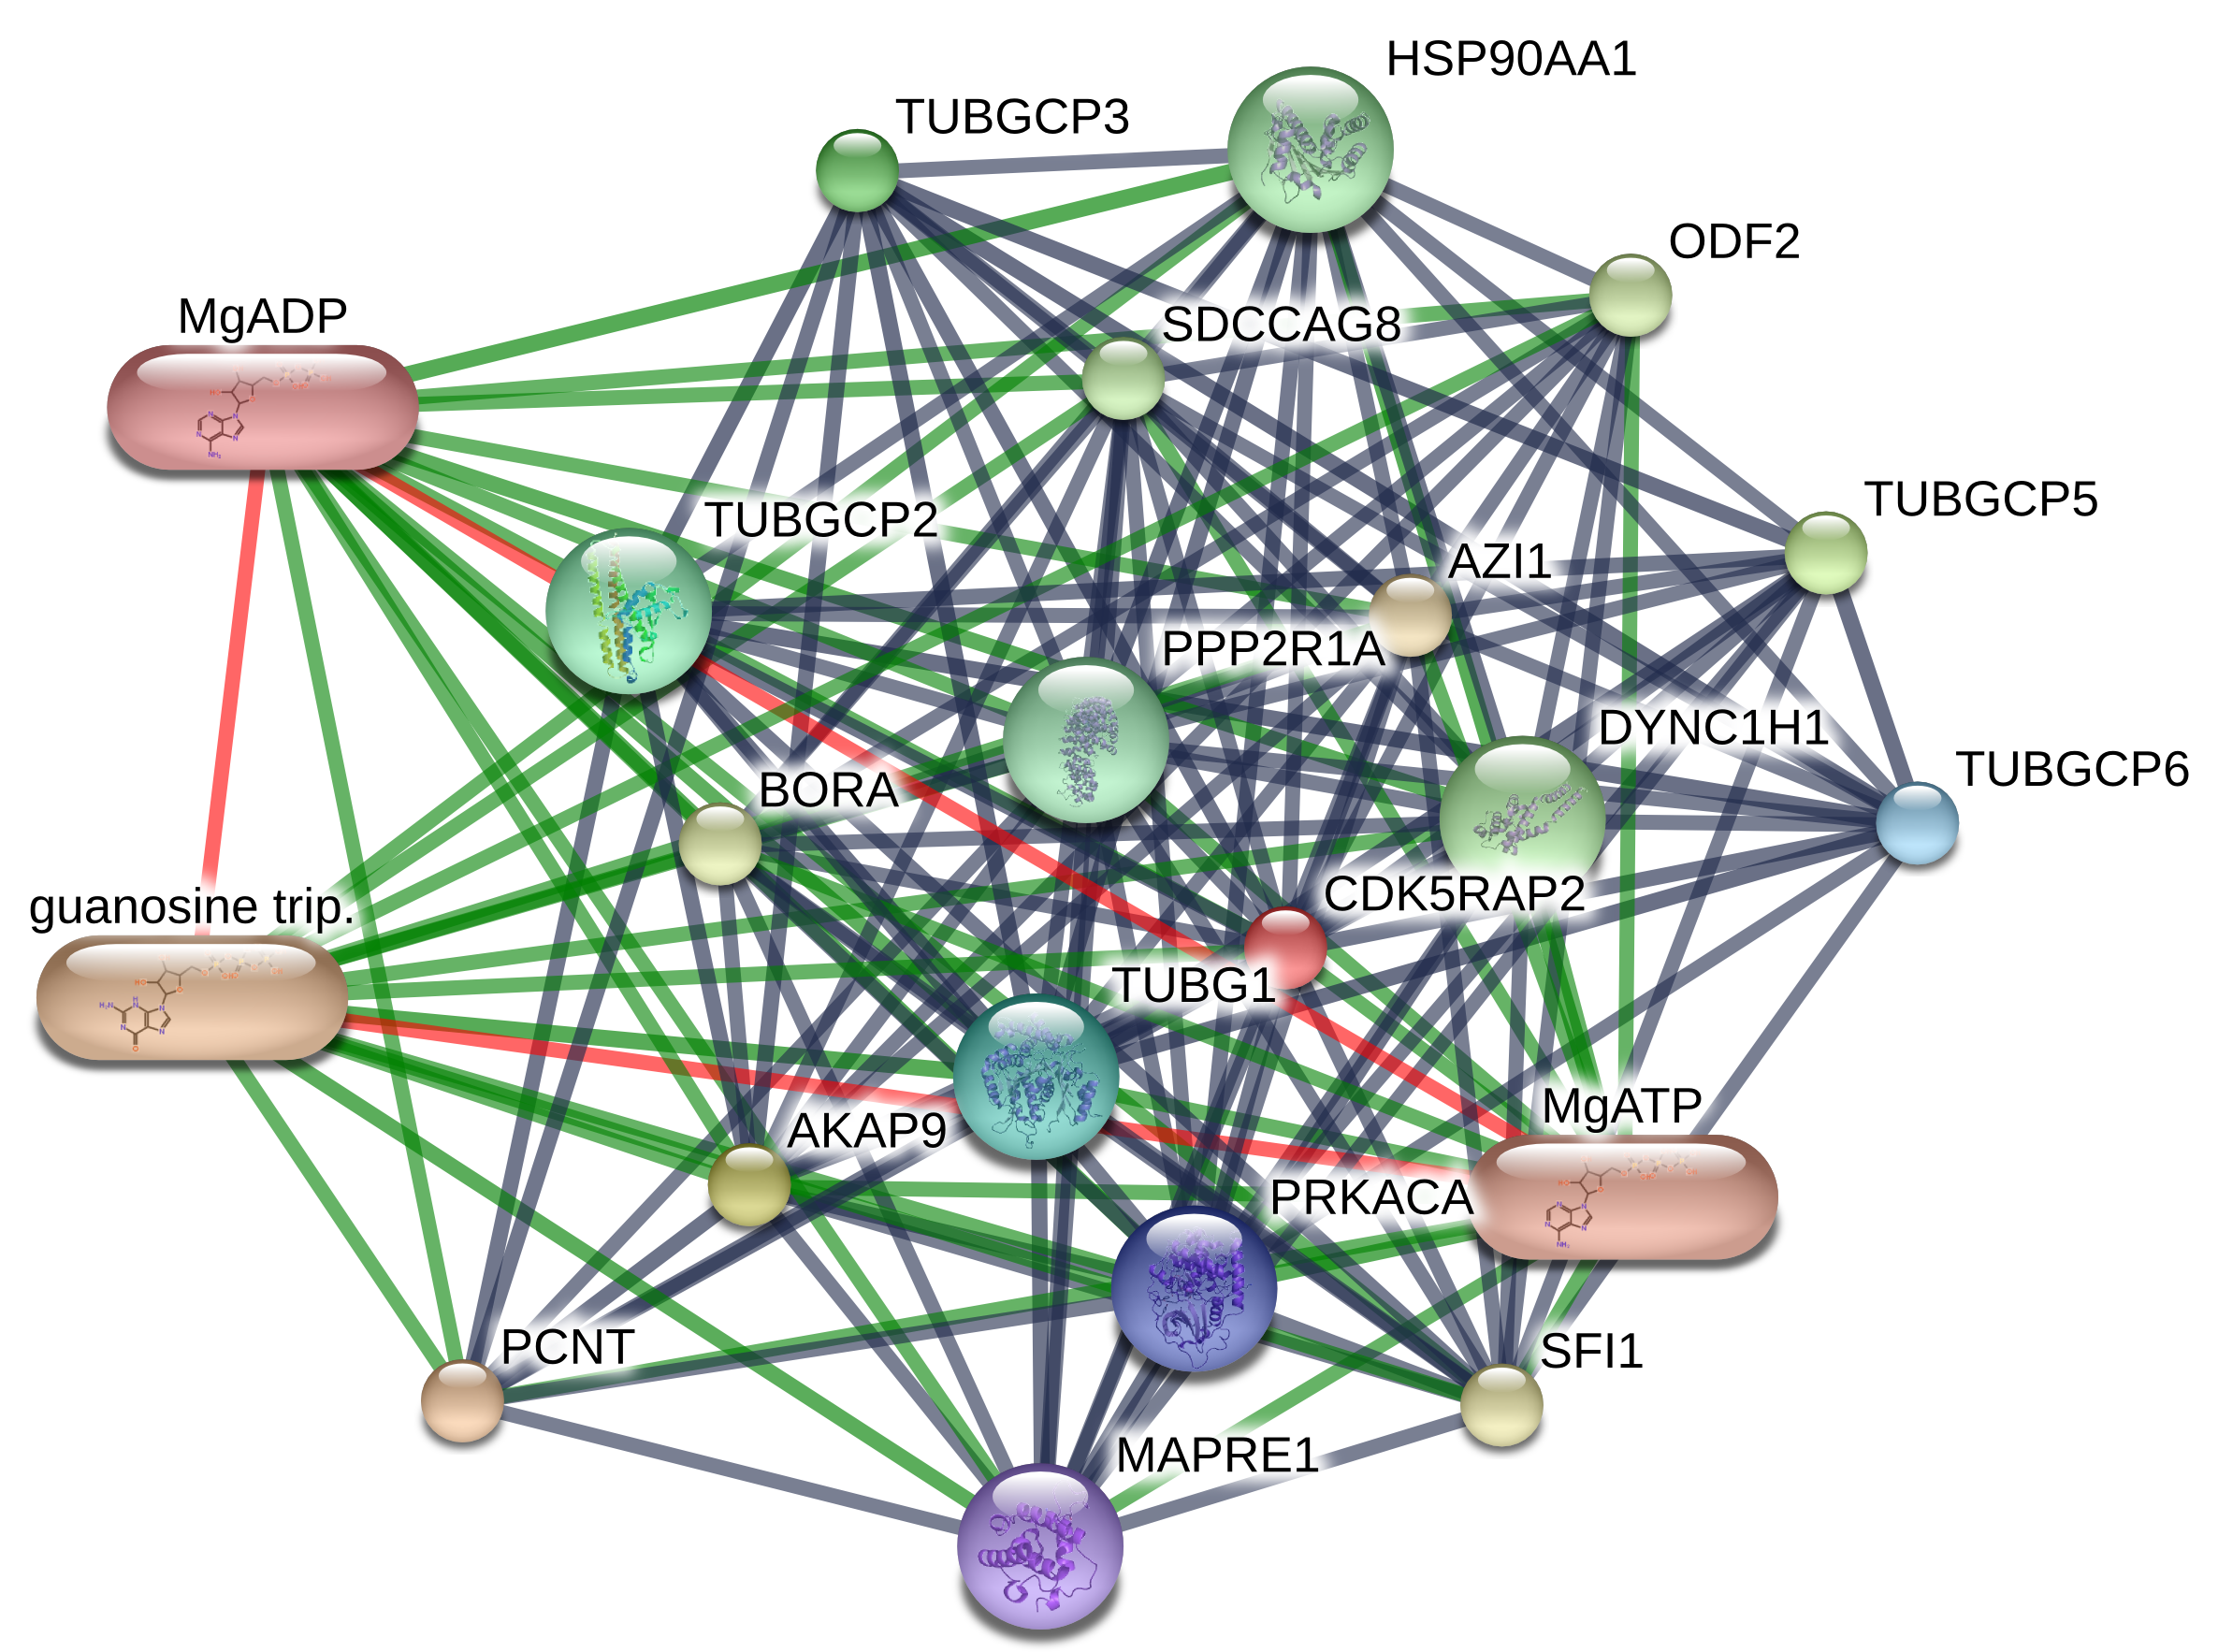 HSP90AA1
TUBGCP3
ODF2
MgADP
SDCCAG8
TUBGCP5
TUBGCP2
AZI1
PPP2R1A
DYNC1H1
TUBGCP6
BORA
guanosine trip.
CDK5RAP2
TUBG1
MgATP
AKAP9
PRKACA
PCNT
SFI1
MAPRE1